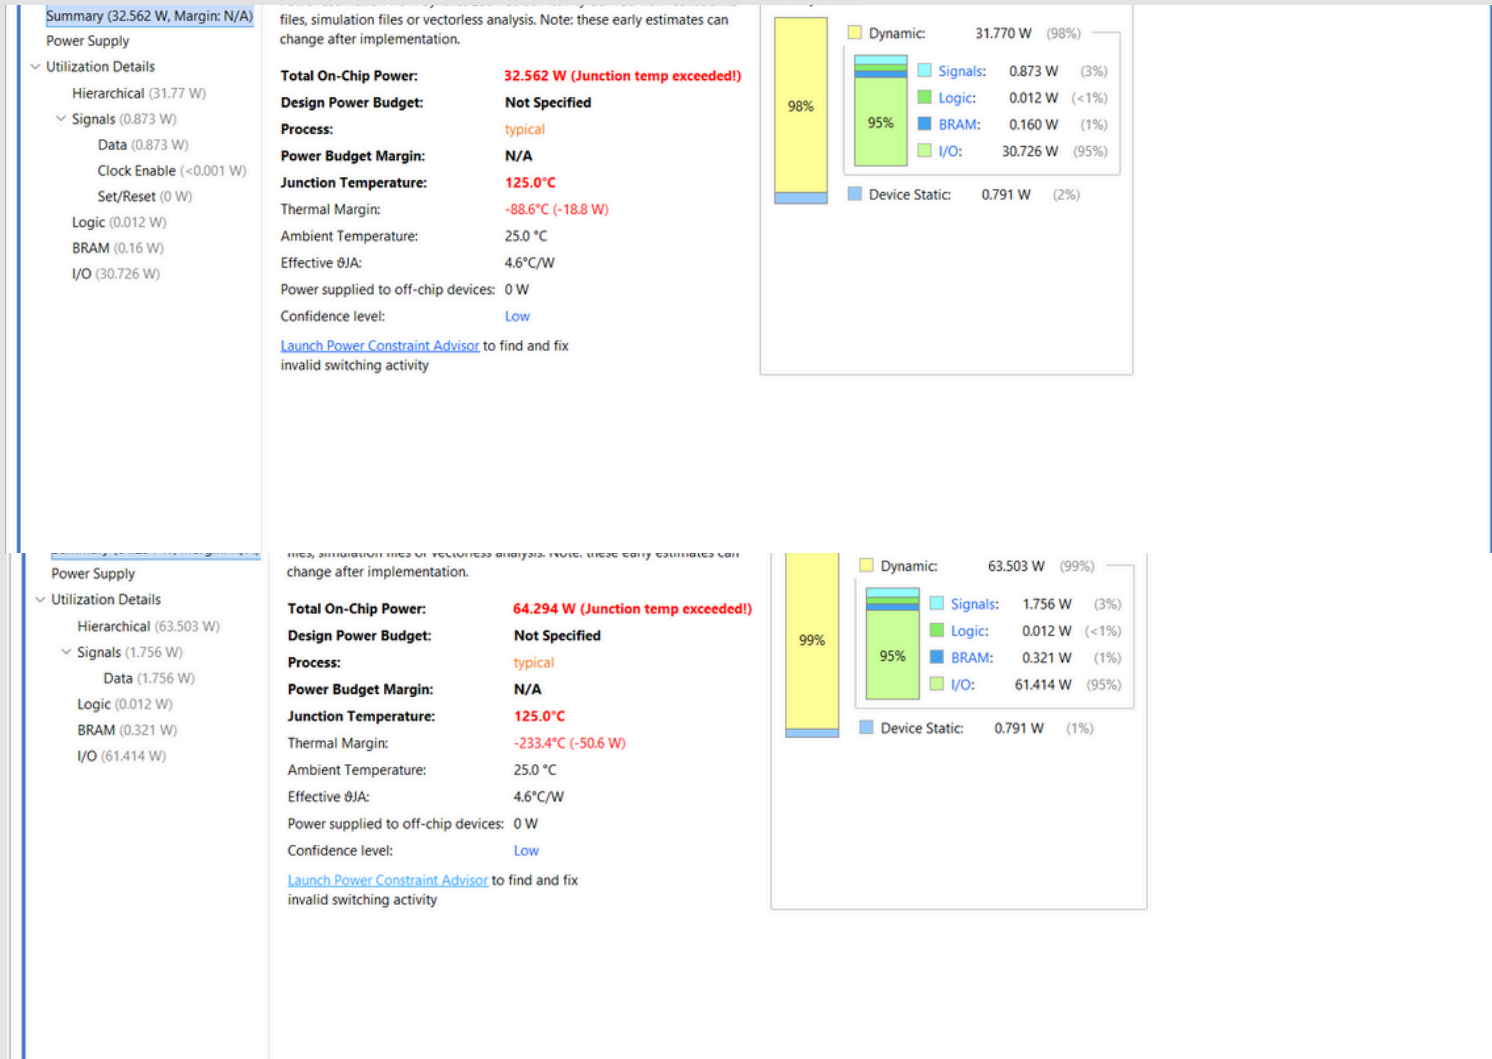 Summary (32.562 W, Margin: N/A)
Power Supply
Utilization Details
Hierarchical (31.77 W)
Signals (0.873 W)
Data (0.873 W)
Clock Enable (<0.001 W)
Set/Reset (0 W)
Logic (0.012 W)
BRAM (0.16 W)
I/O (30.726 W)
files, simulation files or vectorless analysis. Note: these early estimates can
change after implementation.
Total On-Chip Power: 32.562 W (Junction temp exceeded!)
Design Power Budget: Not Specified
Process: typical
Power Budget Margin: N/A
Junction Temperature: 125.0°C
Thermal Margin: -88.6°C (-18.8 W)
Ambient Temperature: 25.0 °C
Effective ϑJA: 4.6°C/W
Power supplied to off-chip devices: 0 W
Confidence level: Low
Launch Power Constraint Advisor to find and fix
invalid switching activity
98%
95%
Dynamic: 31.770 W (98%)
Signals: 0.873 W (3%)
Logic: 0.012 W (<1%)
BRAM: 0.160 W (1%)
I/O: 30.726 W (95%)
Device Static: 0.791 W (2%)
Power Supply
Utilization Details
Hierarchical (63.503 W)
Signals (1.756 W)
Data (1.756 W)
Logic (0.012 W)
BRAM (0.321 W)
I/O (61.414 W)
files, simulation files or vectorless analysis. Note: these early estimates can
change after implementation.
Total On-Chip Power: 64.294 W (Junction temp exceeded!)
Design Power Budget: Not Specified
Process: typical
Power Budget Margin: N/A
Junction Temperature: 125.0°C
Thermal Margin: -233.4°C (-50.6 W)
Ambient Temperature: 25.0 °C
Effective ϑJA: 4.6°C/W
Power supplied to off-chip devices: 0 W
Confidence level: Low
Launch Power Constraint Advisor to find and fix
invalid switching activity
99%
95%
Dynamic: 63.503 W (99%)
Signals: 1.756 W (3%)
Logic: 0.012 W (<1%)
BRAM: 0.321 W (1%)
I/O: 61.414 W (95%)
Device Static: 0.791 W (1%)